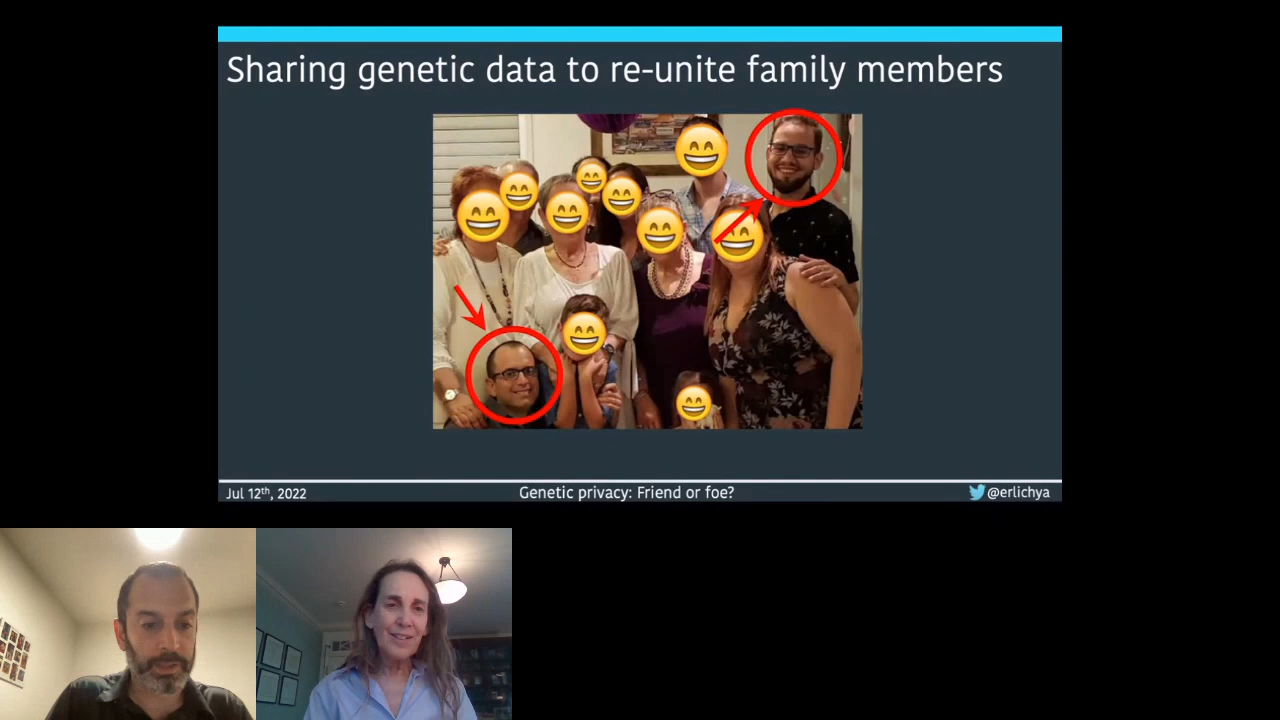 Sharing genetic data to re-unite family members
Jul 12th, 2022
Genetic privacy: Friend or foe?
@erlichya